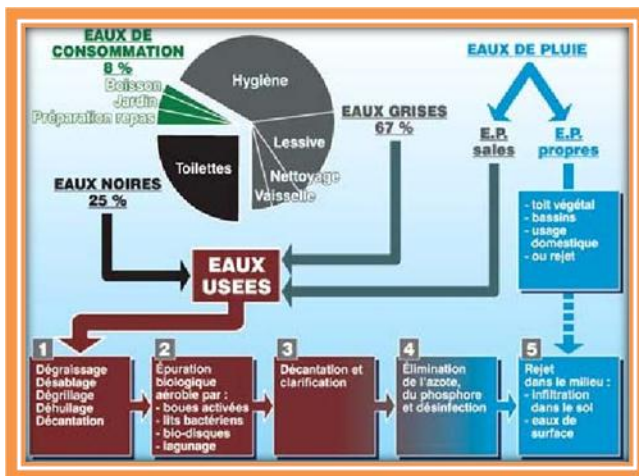 EAUX DE
CONSOMMATION
8 %
Boisson
Jardin
Préparation repas
Hygiène
Lessive
Nettoyage
Vaisselle
Toilettes
EAUX GRISES
67 %
EAUX NOIRES
25 %
EAUX DE PLUIE
E.P.
sales
E.P.
propres
- toit végétal
- bassins
- usage
domestique
- ou rejet
EAUX
USEES
1
Dégraissage
Désablage
Dégrillage
Déhuilage
Décantation
2
Épuration
biologique
aérobie par :
- boues activées
- lits bactériens
- bio-disques
- lagunage
3
Décantation et
clarification
4
Élimination
de l'azote,
du phosphore
et désinfection
5
Rejet
dans le milieu :
- infiltration
dans le sol
- eaux de
surface